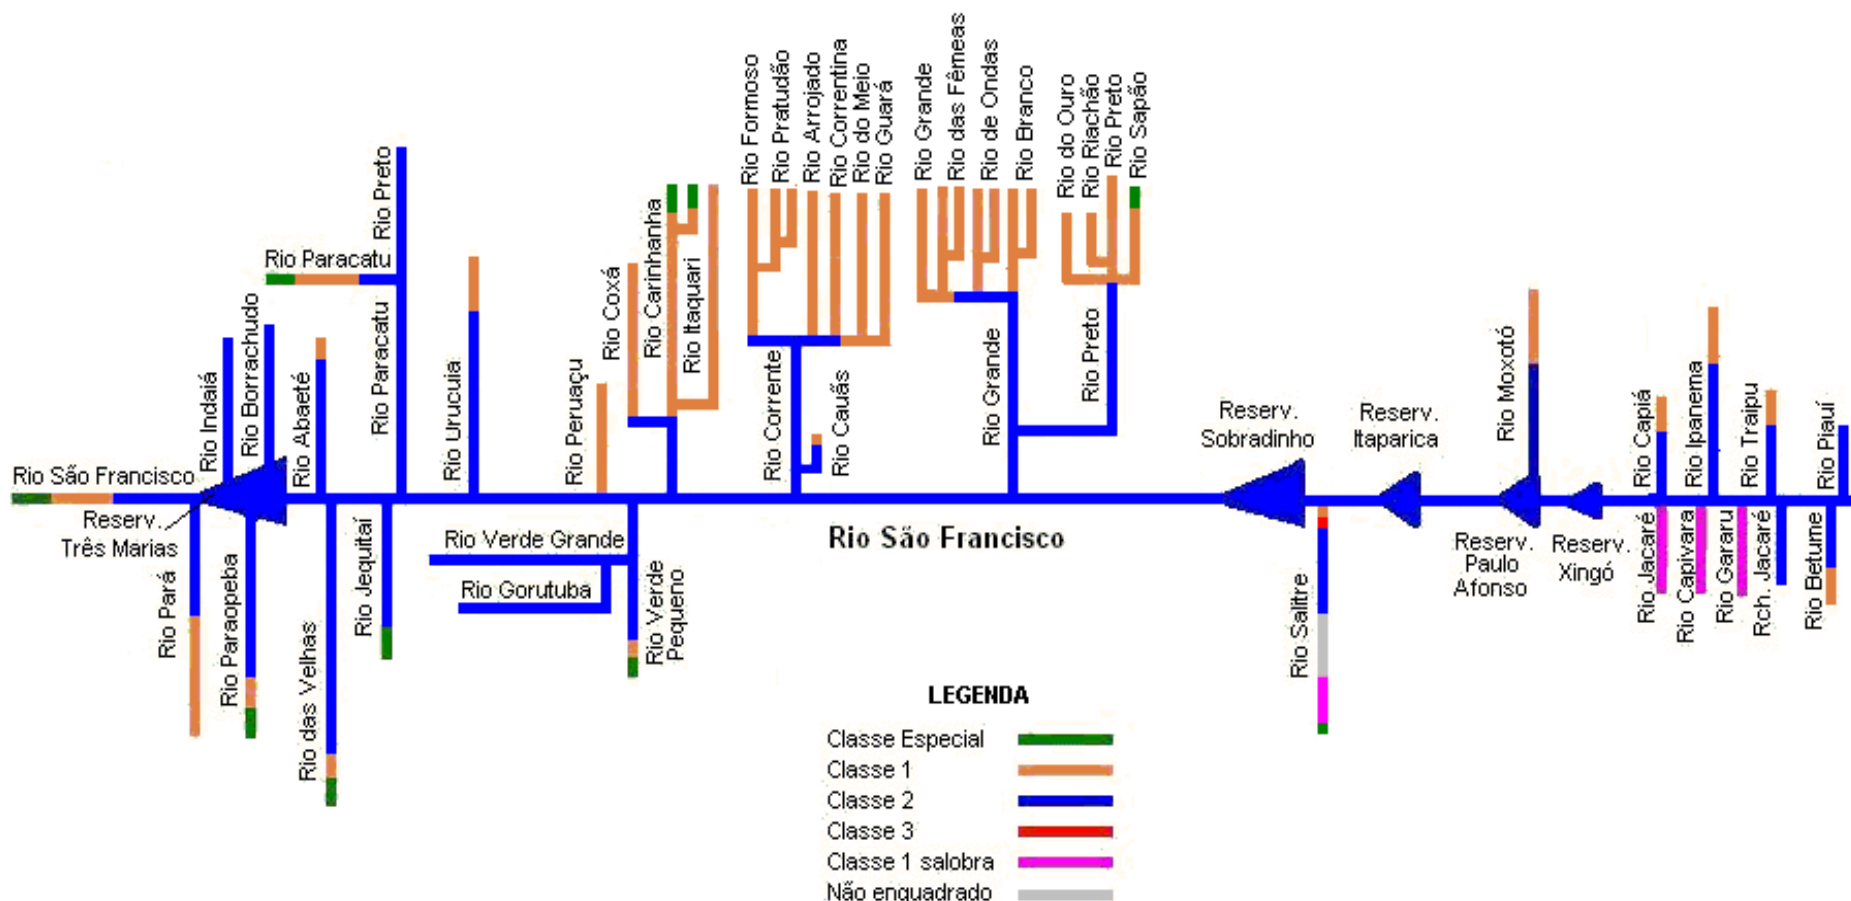 Rio Formoso
Rio Pratudão
Rio Arrojado
Rio Correntina
Rio do Meio
Rio Guará
Rio Grande
Rio das Fêmeas
Rio de Ondas
Rio Branco
Rio do Ouro
Rio Riachão
Rio Preto
Rio Sapão
Rio Preto
Rio Paracatu
Rio Carinhanha
Rio Itaquari
Rio Coxá
Rio Indaiá
Rio Borrachudo
Rio Abaeté
Rio Paracatu
Rio Urucuia
Rio Peruaçu
Rio Corrente
Rio Cauãs
Rio Grande
Rio Preto
Reserv.
Sobradinho
Reserv.
Itaparica
Rio Moxotó
Rio Capiá
Rio Ipanema
Rio Traipu
Rio Piauí
Rio São Francisco
Reserv.
Três Marias
Rio Pará
Rio Paraopeba
Rio das Velhas
Rio Jequitaí
Rio Verde Grande
Rio Gorutuba
Rio Verde
Pequeno
Rio São Francisco
Rio Salitre
Reserv.
Paulo
Afonso
Reserv.
Xingó
Rio Jacaré
Rio Capivara
Rio Gararu
Rch. Jacaré
Rio Betume
LEGENDA
Classe Especial
Classe 1
Classe 2
Classe 3
Classe 1 salobra
Não enquadrado